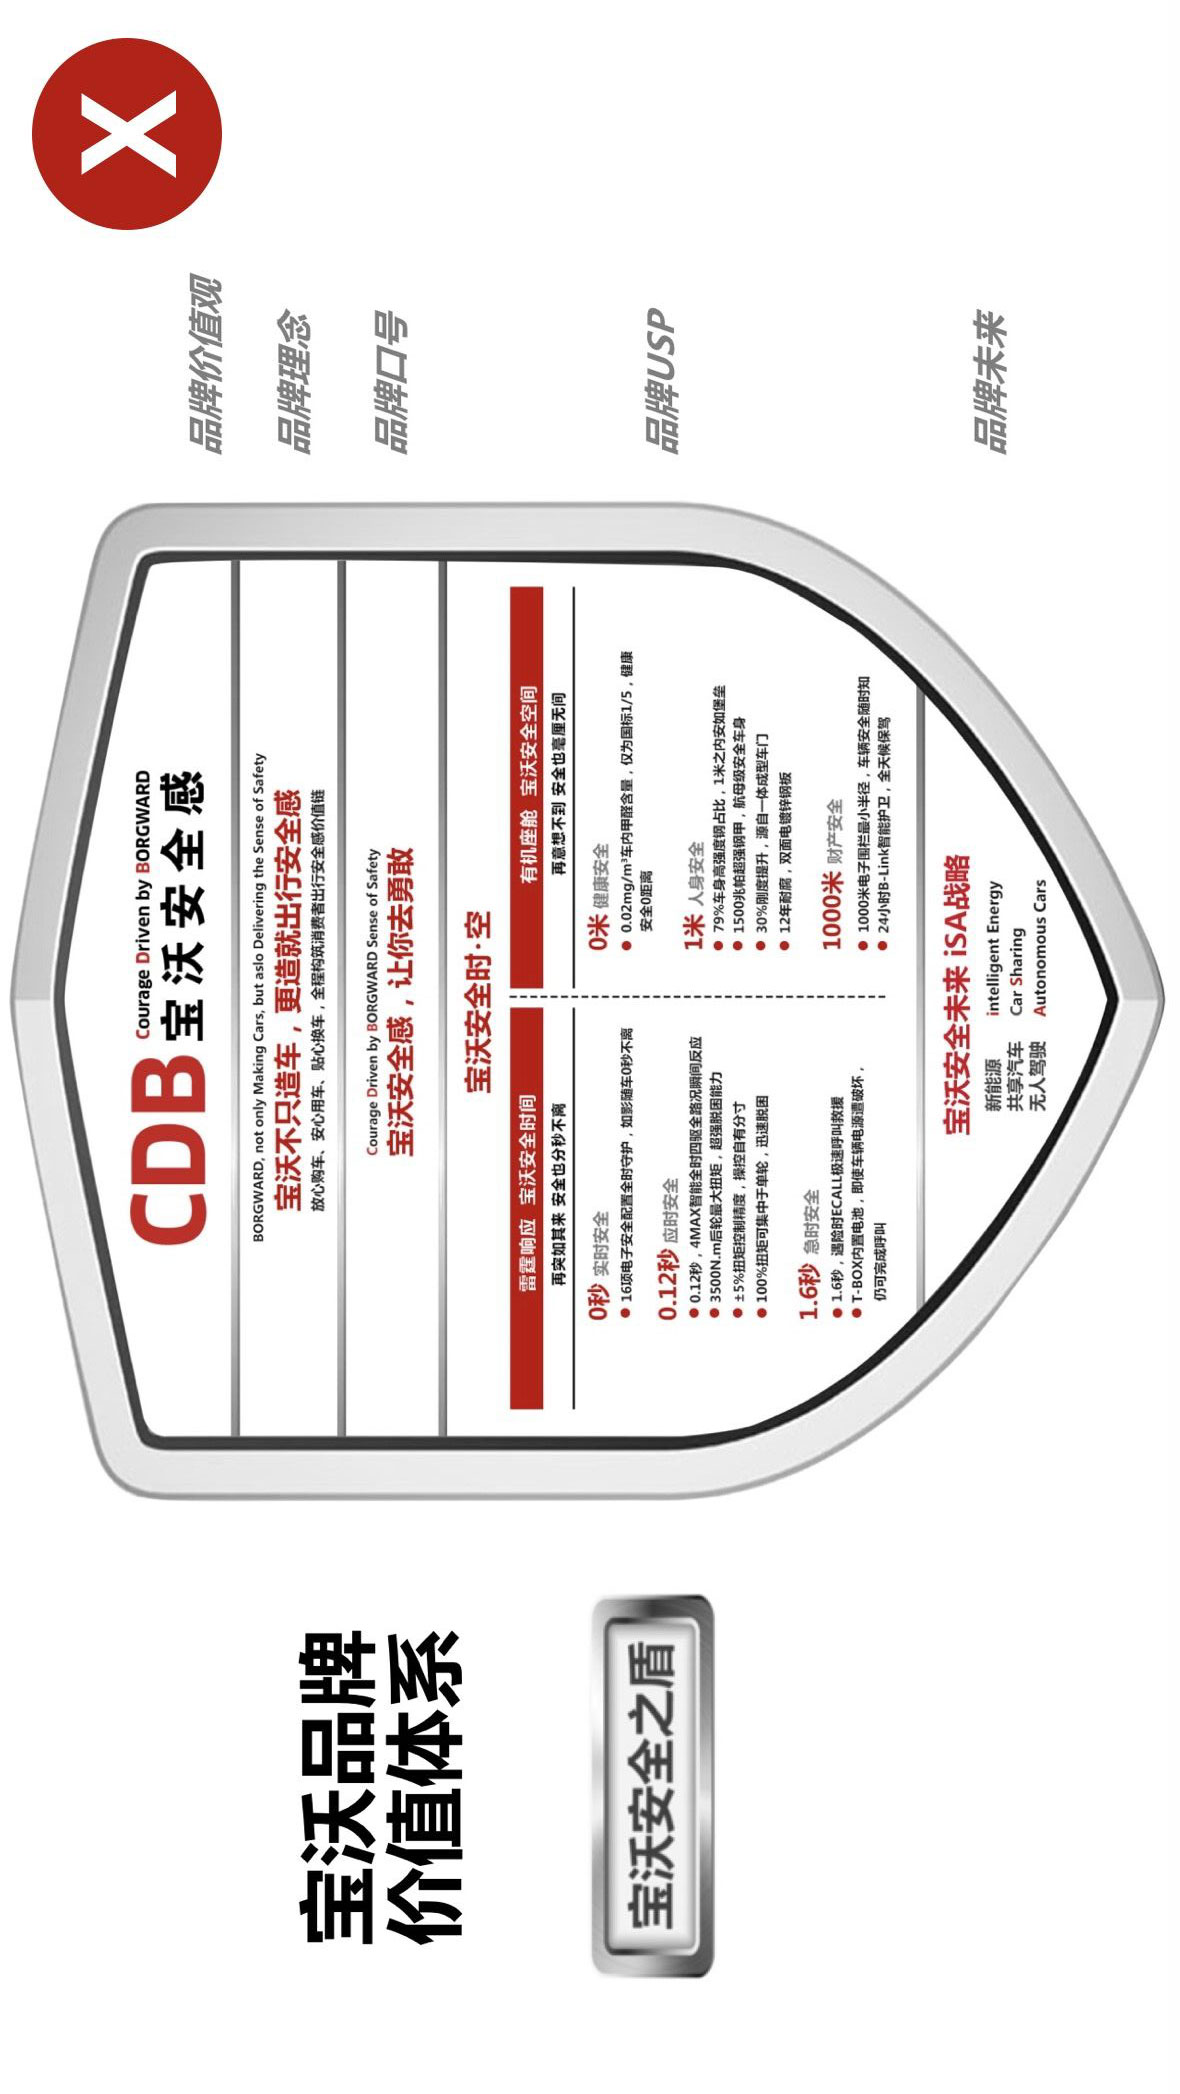 宝沃品牌
价值体系
宝沃安全之盾
CDB
Courage Driven by BORGWARD
宝沃安全感
品牌价值观
BORGWARD, not only Making Cars, but aslo Delivering the Sense of Safety
宝沃不只造车，更造就出行安全感
放心购车、安心用车、贴心换车，全程构筑消费者出行安全感价值链
品牌理念
Courage Driven by BORGWARD Sense of Safety
宝沃安全感，让你去勇敢
品牌口号
宝沃安全时·空
品牌USP
雷霆响应 宝沃安全时间
再突如其来 安全也分秒不离
0秒 实时安全
● 16项电子安全配置全时守护，如影随车0秒不离
0.12秒 应时安全
● 0.12秒，4MAX智能全时四驱全路况瞬间反应
● 3500N.m后轮最大扭矩，超强脱困能力
● ±5%扭矩控制精度，操控自有分寸
● 100%扭矩可集中于单轮，迅速脱困
1.6秒 急时安全
● 1.6秒，遇险时ECALL极速呼叫救援
● T-BOX内置电池，即使车辆电源遭破坏，
仍可完成呼叫
有机座舱 宝沃安全空间
再意想不到 安全也毫厘无间
0米 健康安全
● 0.02mg/m³车内甲醛含量，仅为国标1/5，健康
安全0距离
1米 人身安全
● 79%车身高强度钢占比，1米之内安如堡垒
● 1500兆帕超强钢甲，航母级安全车身
● 30%刚度提升，源自一体成型车门
● 12年耐腐，双面电镀锌钢板
1000米 财产安全
● 1000米电子围栏最小半径，车辆安全随时知
● 24小时B-Link智能护卫，全天候保驾
宝沃安全未来 iSA战略
品牌未来
新能源 intelligent Energy
共享汽车 Car Sharing
无人驾驶 Autonomous Cars